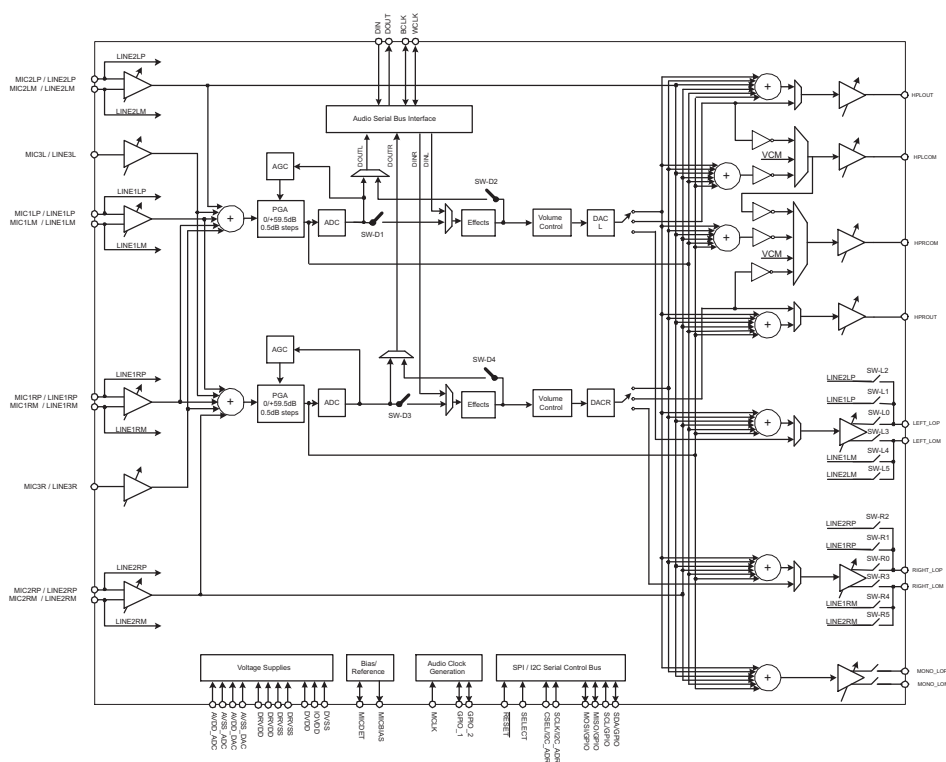 DIN
DOUT
BCLK
WCLK
LINE2LP
MIC2LP / LINE2LP
MIC2LM / LINE2LM
LINE2LM
Audio Serial Bus Interface
DOUTL
DOUTR
DINR
DINL
MIC3L / LINE3L
AGC
LINE1LP
MIC1LP / LINE1LP
MIC1LM / LINE1LM
LINE1LM
+
PGA
0/+59.5dB
0.5dB steps
ADC
SW-D1
SW-D2
Effects
Volume
Control
DAC
L
+
HPLOUT
VCM
+
HPLCOM
+
VCM
HPRCOM
+
HPROUT
AGC
LINE1RP
MIC1RP / LINE1RP
MIC1RM / LINE1RM
LINE1RM
+
PGA
0/+59.5dB
0.5dB steps
ADC
SW-D3
SW-D4
Effects
Volume
Control
DACR
MIC3R / LINE3R
LINE2RP
MIC2RP / LINE2RP
MIC2RM / LINE2RM
LINE2RM
+
LINE2LP
SW-L2
LINE1LP
SW-L1
SW-L0
LEFT_LOP
SW-L3
LEFT_LOM
LINE1LM
SW-L4
LINE2LM
SW-L5
+
LINE2RP
SW-R2
LINE1RP
SW-R1
SW-R0
RIGHT_LOP
SW-R3
RIGHT_LOM
LINE1RM
SW-R4
LINE2RM
SW-R5
+
Voltage Supplies
Bias/
Reference
Audio Clock
Generation
SPI / I2C Serial Control Bus
AVDD_ADC
AVSS_ADC
AVDD_DAC
AVSS_DAC
DRVDD
DRVDD
DRVSS
DRVSS
DVDD
IOVDD
DVSS
MICDET
MICBIAS
MCLK
GPIO_1
GPIO_2
RESET
SELECT
MOSI/GPIO
MISO/GPIO
SCL/GPIO
SDA/GPIO